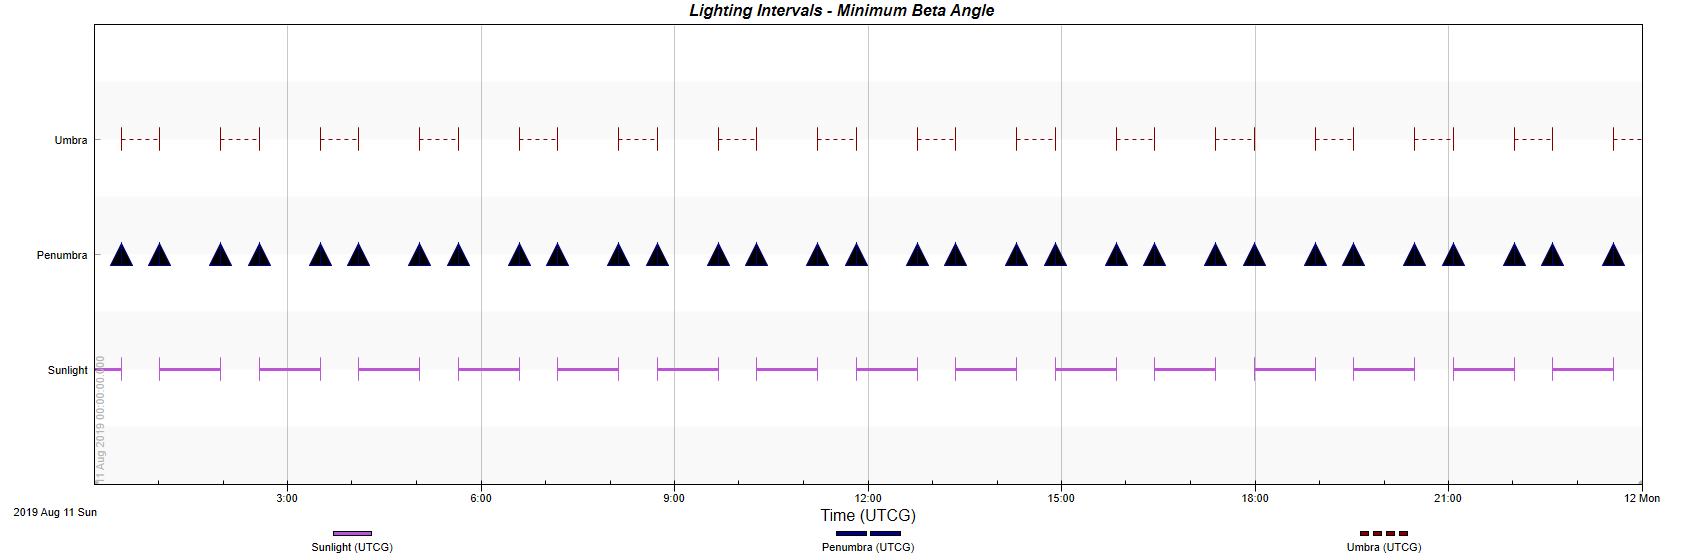 Lighting Intervals - Minimum Beta Angle
Umbra
Penumbra
Sunlight
11 Aug 2019 00:00:00.000
3:00 6:00 9:00 12:00 15:00 18:00 21:00 12 Mon
2019 Aug 11 Sun
Time (UTCG)
Sunlight (UTCG) Penumbra (UTCG) Umbra (UTCG)